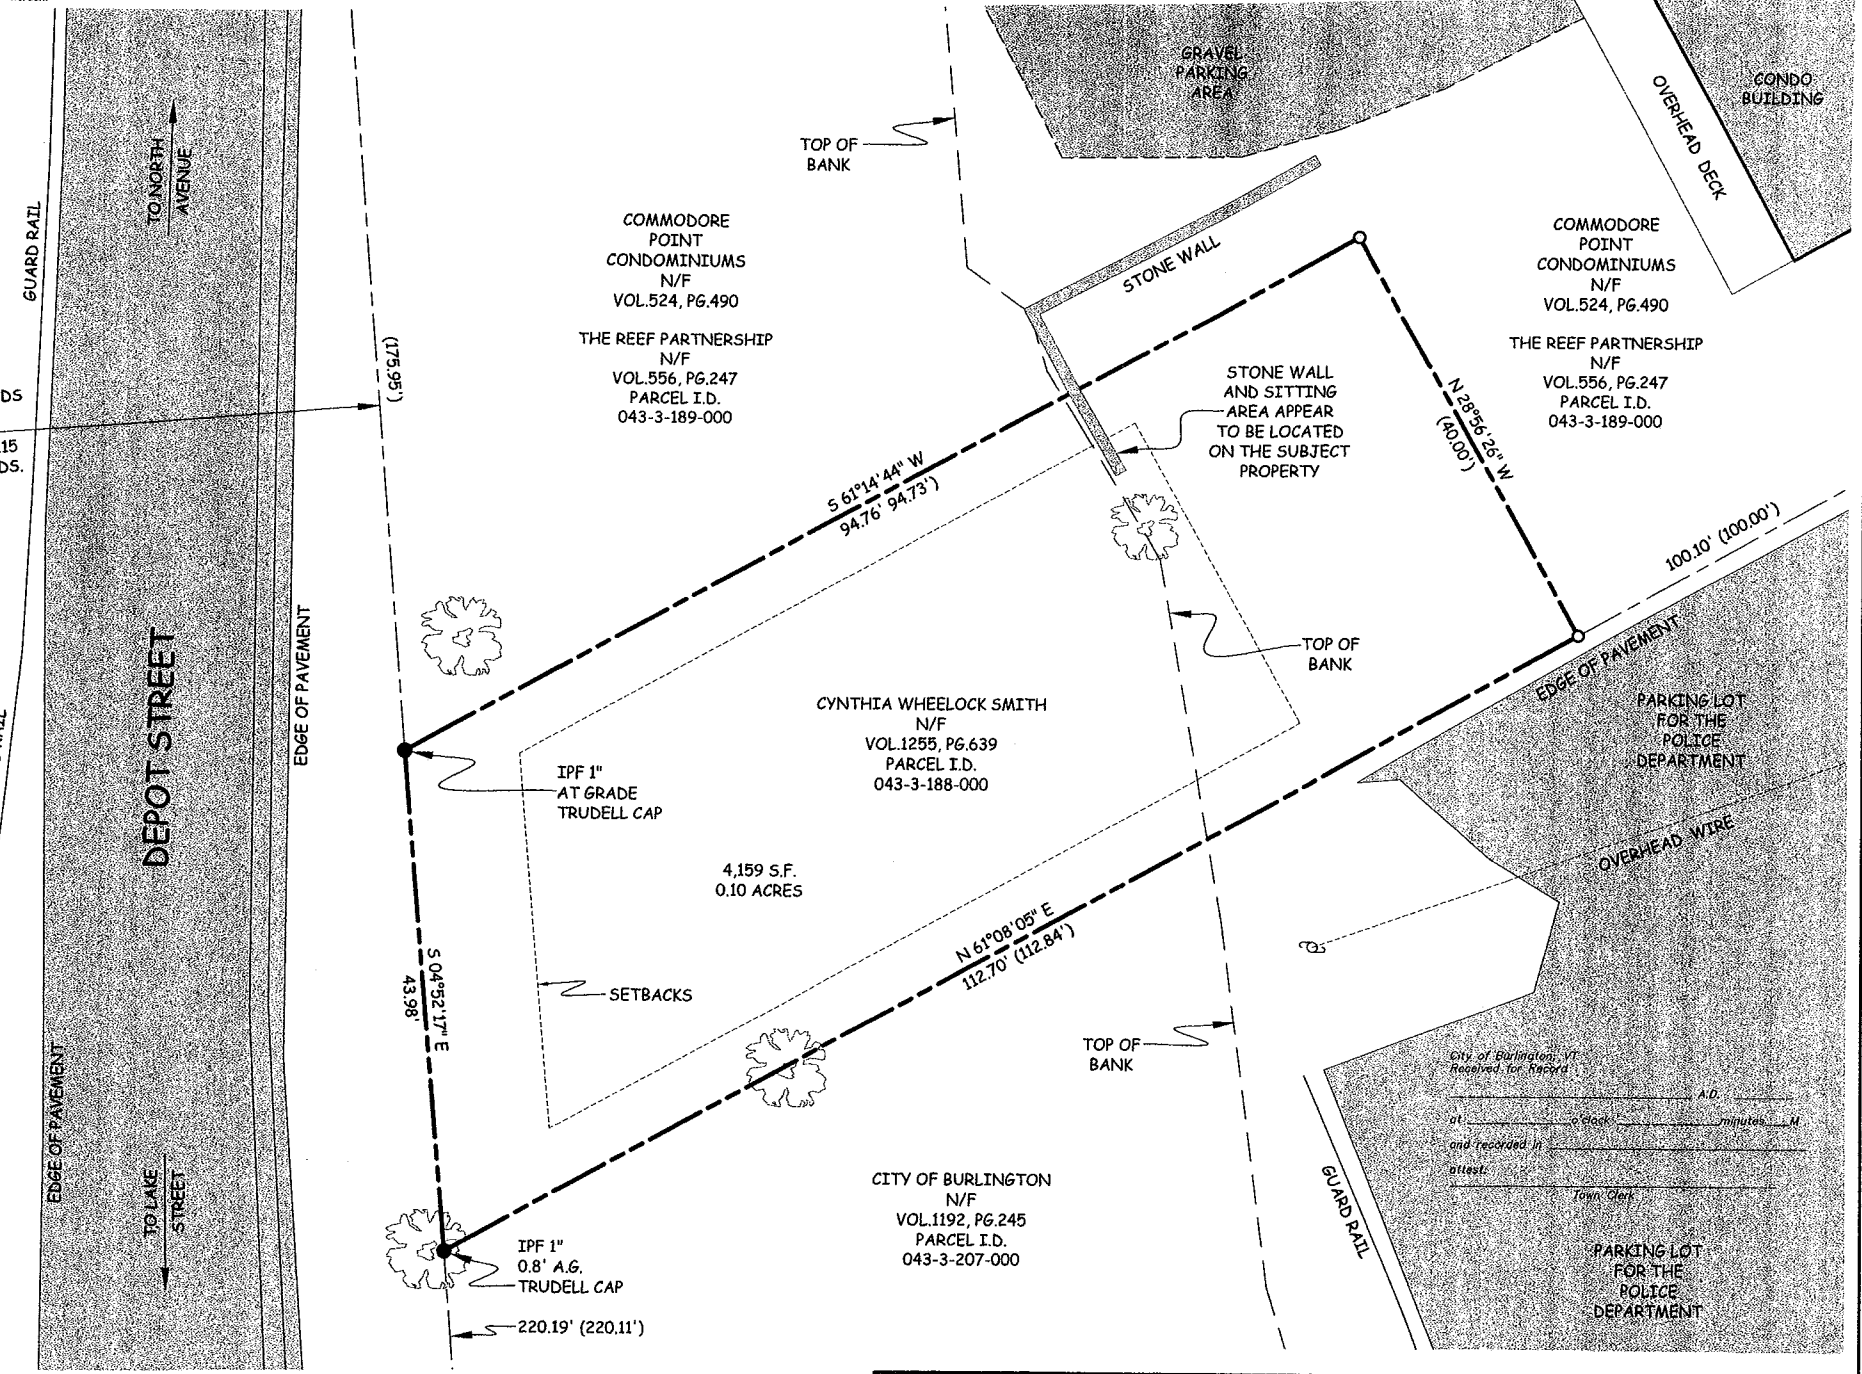 GRAVEL
PARKING
AREA
CONDO
BUILDING
OVERHEAD DECK
TO NORTH
AVENUE
GUARD RAIL
TOP OF
BANK
COMMODORE
POINT
CONDOMINIUMS
N/F
VOL.524, PG.490
THE REEF PARTNERSHIP
N/F
VOL.556, PG.247
PARCEL I.D.
043-3-189-000
STONE WALL
COMMODORE
POINT
CONDOMINIUMS
N/F
VOL.524, PG.490
THE REEF PARTNERSHIP
N/F
VOL.556, PG.247
PARCEL I.D.
043-3-189-000
(175.95')
DS
15
DS.
STONE WALL
AND SITTING
AREA APPEAR
TO BE LOCATED
ON THE SUBJECT
PROPERTY
N 28°56'26" W
(40.00')
S 61°14'44" W
94.76' 94.73')
100.10' (100.00')
DEPOT STREET
EDGE OF PAVEMENT
TOP OF
BANK
EDGE OF PAVEMENT
CYNTHIA WHEELOCK SMITH
N/F
VOL.1255, PG.639
PARCEL I.D.
043-3-188-000
PARKING LOT
FOR THE
POLICE
DEPARTMENT
IPF 1"
AT GRADE
TRUDELL CAP
OVERHEAD WIRE
4,159 S.F.
0.10 ACRES
N 61°08'05" E
112.70' (112.84')
S 04°52'17" E
43.98'
SETBACKS
TOP OF
BANK
EDGE OF PAVEMENT
City of Burlington, VT
Received for Record
A.D.
at o'clock minutes M
and recorded in
attest:
Town Clerk
TO LAKE
STREET
CITY OF BURLINGTON
N/F
VOL.1192, PG.245
PARCEL I.D.
043-3-207-000
GUARD RAIL
IPF 1"
0.8' A.G.
TRUDELL CAP
PARKING LOT
FOR THE
POLICE
DEPARTMENT
220.19' (220.11')